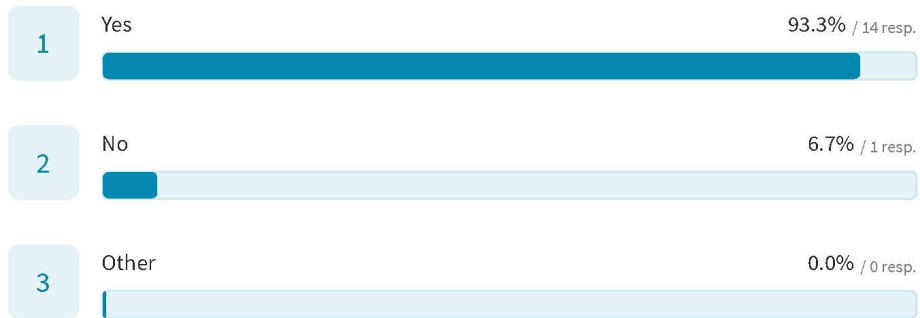 1
Yes
93.3% / 14 resp.
2
No
6.7% / 1 resp.
3
Other
0.0% / 0 resp.